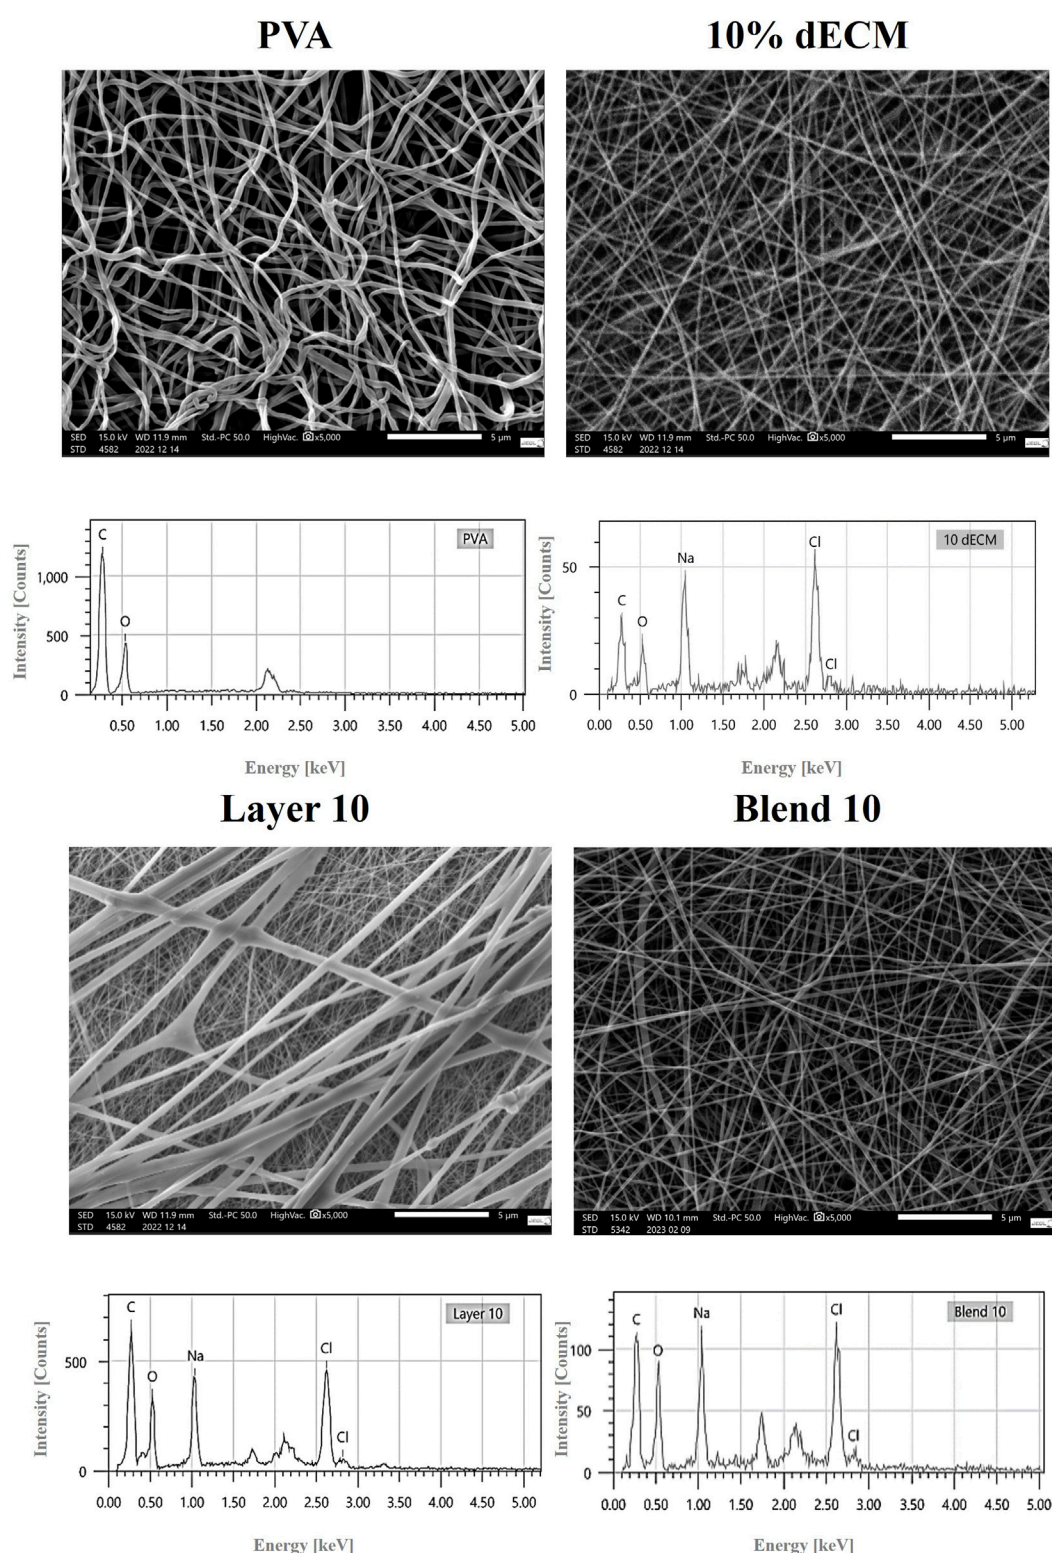 PVA
10% dECM
SED 15.0 kV WD 11.9 mm Std.-PC 50.0 HighVac. x5,000 5 µm
STD 4582 2022 12 14
SED 15.0 kV WD 11.9 mm Std.-PC 50.0 HighVac. x5,000 5 µm
STD 4582 2022 12 14
Intensity [Counts]
1,000
500
0
C
O
PVA
0.50 1.00 1.50 2.00 2.50 3.00 3.50 4.00 4.50 5.00
Energy [keV]
Intensity [Counts]
50
0
C
O
Na
Cl
Cl
10 dECM
0.00 0.50 1.00 1.50 2.00 2.50 3.00 3.50 4.00 4.50 5.00
Energy [keV]
Layer 10
Blend 10
SED 15.0 kV WD 11.9 mm Std.-PC 50.0 HighVac. x5,000 5 µm
STD 4582 2022 12 14
SED 15.0 kV WD 10.1 mm Std.-PC 50.0 HighVac. x5,000 5 µm
STD 5342 2023 02 09
Intensity [Counts]
500
0
C
O
Na
Cl
Cl
Layer 10
0.00 0.50 1.00 1.50 2.00 2.50 3.00 3.50 4.00 4.50 5.00
Energy [keV]
Intensity [Counts]
100
50
0
C
O
Na
Cl
Cl
Blend 10
0.00 0.50 1.00 1.50 2.00 2.50 3.00 3.50 4.00 4.50 5.00
Energy [keV]